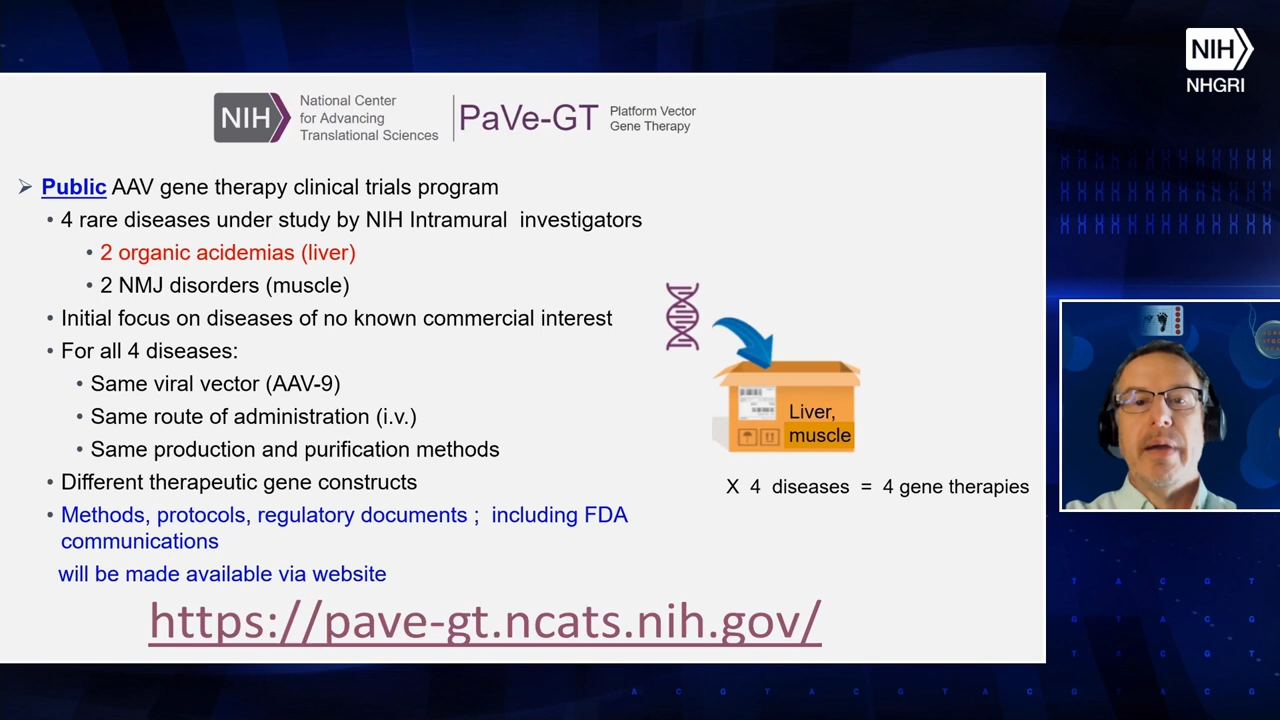 NIH
NHGRI
NIH
National Center
for Advancing
Translational Sciences
PaVe-GT
Platform Vector
Gene Therapy
➢ Public AAV gene therapy clinical trials program
• 4 rare diseases under study by NIH Intramural investigators
• 2 organic acidemias (liver)
• 2 NMJ disorders (muscle)
• Initial focus on diseases of no known commercial interest
• For all 4 diseases:
• Same viral vector (AAV-9)
• Same route of administration (i.v.)
• Same production and purification methods
• Different therapeutic gene constructs
• Methods, protocols, regulatory documents ; including FDA
communications
will be made available via website
https://pave-gt.ncats.nih.gov/
Liver,
muscle
X 4 diseases = 4 gene therapies
T A C G T
G T A C G
T A C G T
A C G T A C G T A C G T A C G T